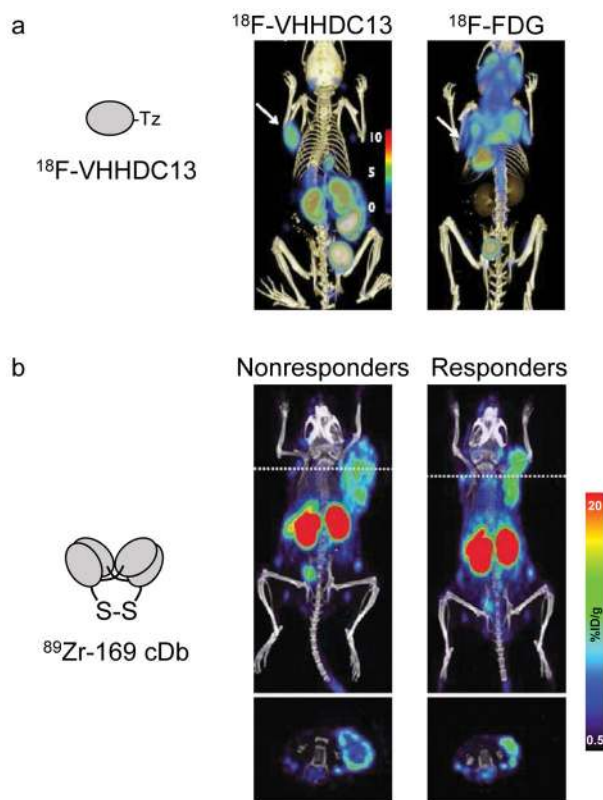 a
¹⁸F-VHHDC13
¹⁸F-FDG
-Tz
¹⁸F-VHHDC13
10
5
0
b
Nonresponders
Responders
S-S
⁸⁹Zr-169 cDb
20
%ID/g
0.5